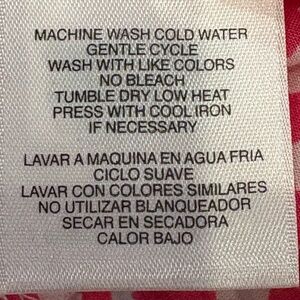 MACHINE WASH COLD WATER
GENTLE CYCLE
WASH WITH LIKE COLORS
NO BLEACH
TUMBLE DRY LOW HEAT
PRESS WITH COOL IRON
IF NECESSARY
LAVAR A MAQUINA EN AGUA FRIA
CICLO SUAVE
LAVAR CON COLORES SIMILARES
NO UTILIZAR BLANQUEADOR
SECAR EN SECADORA
CALOR BAJO